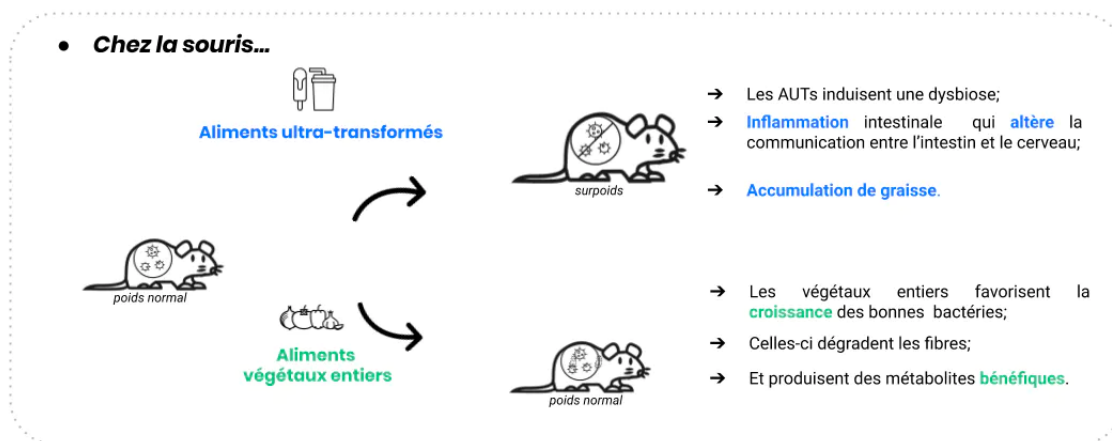 ● Chez la souris...
Aliments ultra-transformés
➔ Les AUTs induisent une dysbiose;
➔ Inflammation intestinale qui altère la
communication entre l'intestin et le cerveau;
surpoids
➔ Accumulation de graisse.
poids normal
➔ Les végétaux entiers favorisent la
croissance des bonnes bactéries;
Aliments
végétaux entiers
➔ Celles-ci dégradent les fibres;
➔ Et produisent des métabolites bénéfiques.
poids normal